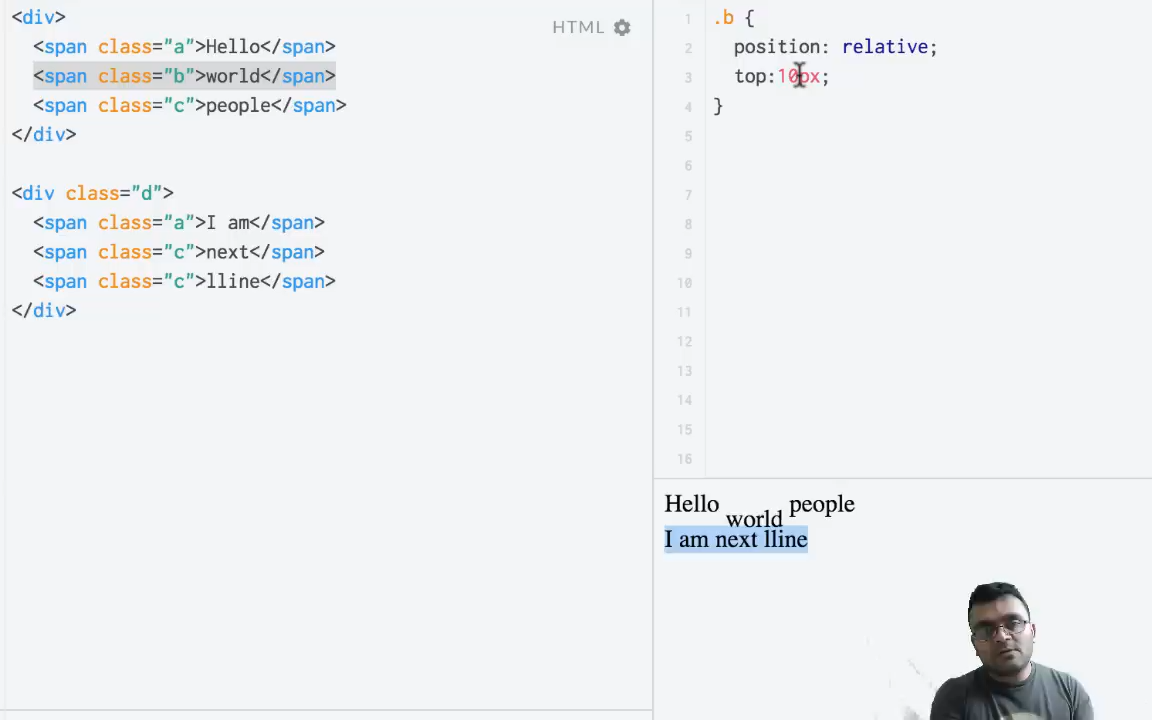 <div>
<span class="a">Hello</span>
<span class="b">world</span>
<span class="c">people</span>
</div>
<div class="d">
<span class="a">I am</span>
<span class="c">next</span>
<span class="c">lline</span>
</div>
HTML
1 .b {
2 position: relative;
3 top:10px;
4 }
5
6
7
8
9
10
11
12
13
14
15
16
Hello world people
I am next lline